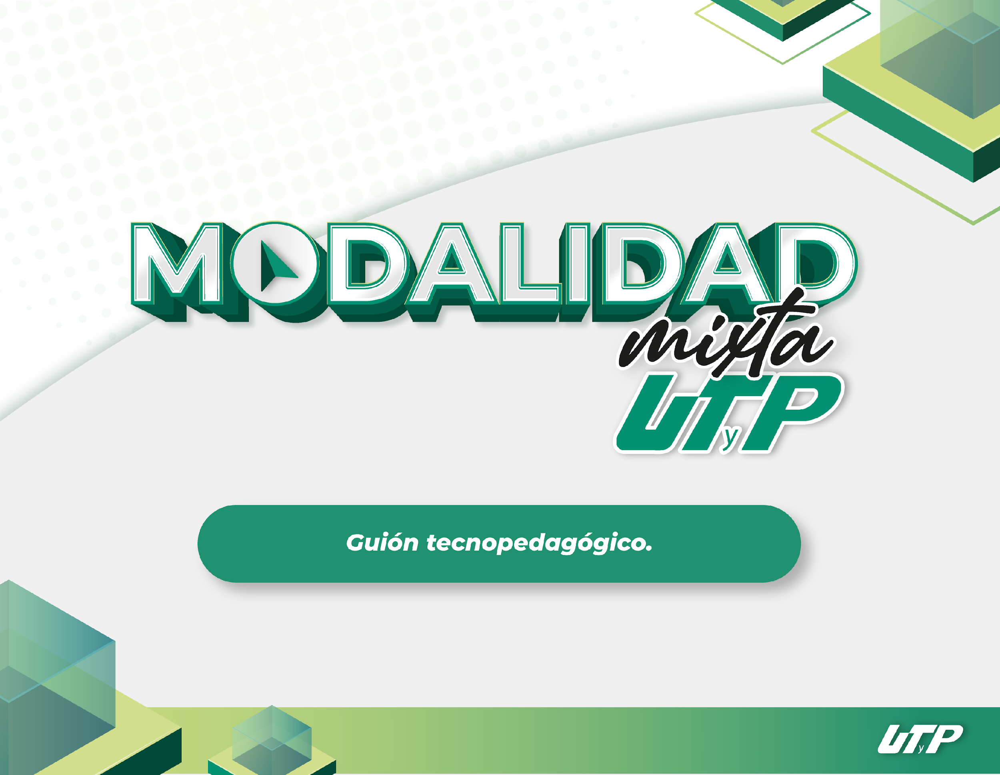 MODALIDAD
mixta
UTyP
Guión tecnopedagógico.
UTyP